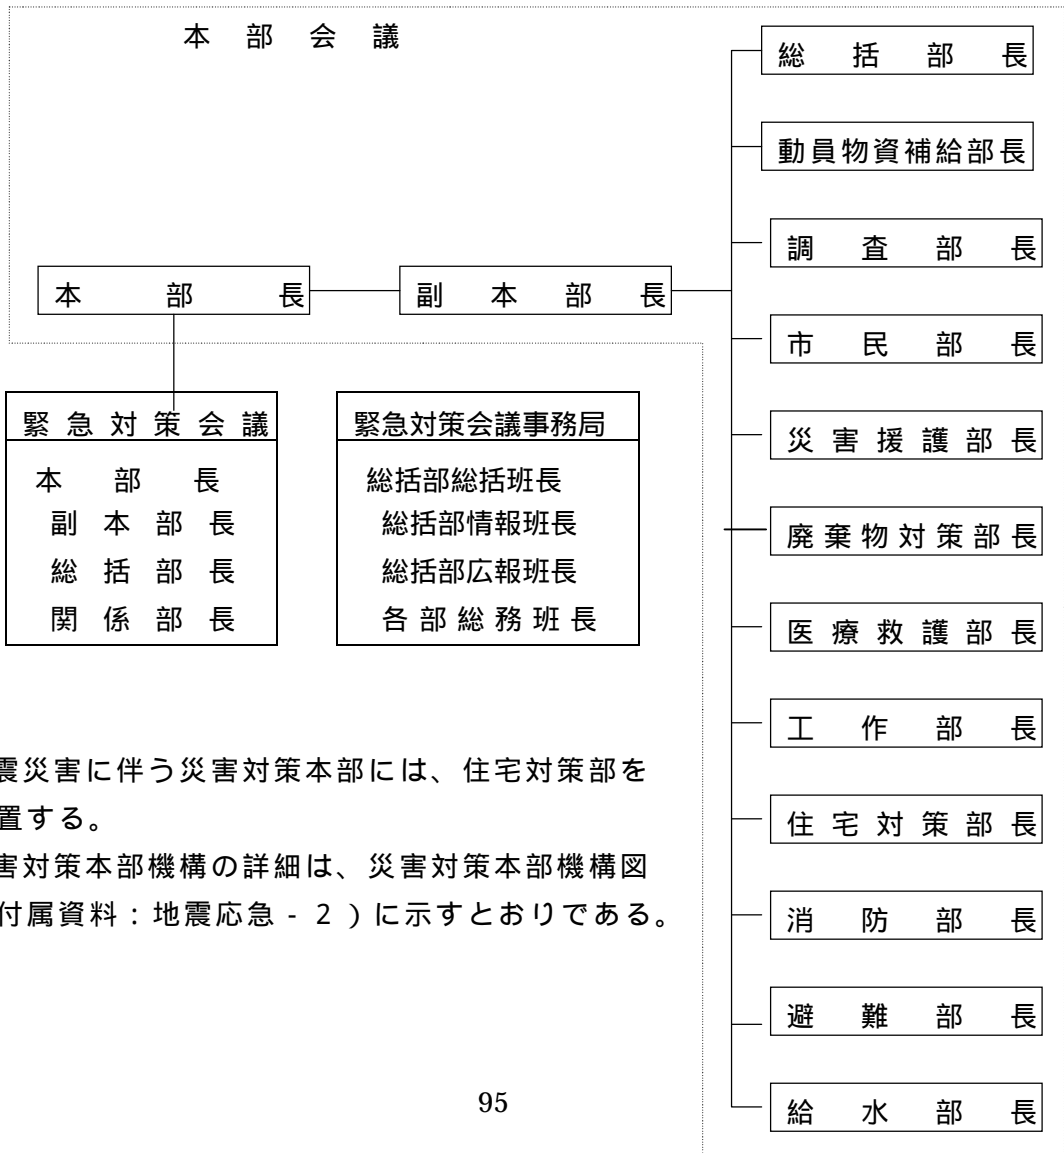 本部会議
総括部長
動員物資補給部長
調査部長
本部長
副本部長
市民部長
災害援護部長
廃棄物対策部長
医療救護部長
工作部長
住宅対策部長
消防部長
避難部長
給水部長
緊急対策会議
本部長
副本部長
総括部長
関係部長
緊急対策会議事務局
総括部総括班長
総括部情報班長
総括部広報班長
各部総務班長
震災害に伴う災害対策本部には、住宅対策部を
置する。
害対策本部機構の詳細は、災害対策本部機構図
付属資料：地震応急－２）に示すとおりである。
95